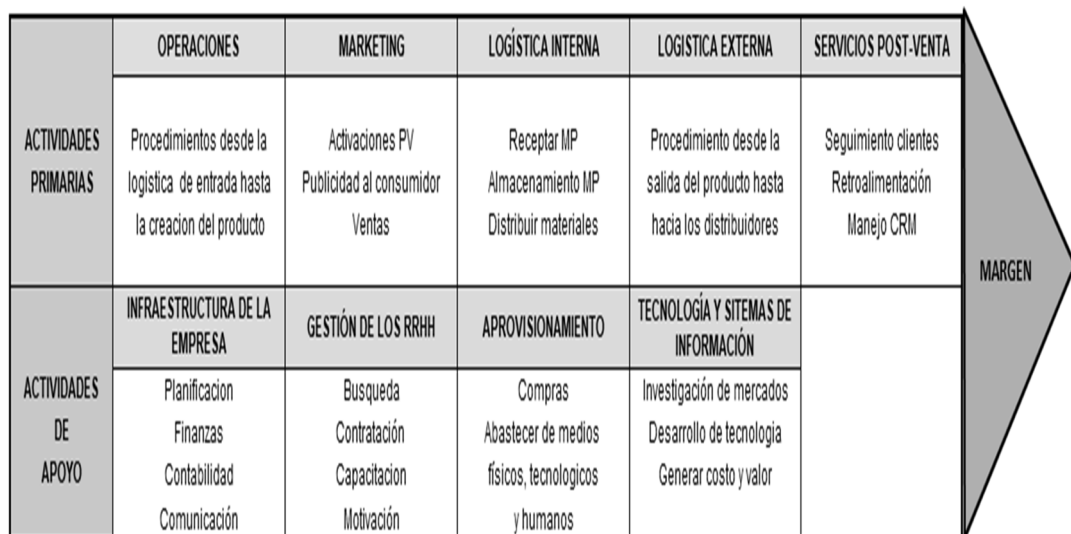 OPERACIONES
MARKETING
LOGÍSTICA INTERNA
LOGISTICA EXTERNA
SERVICIOS POST-VENTA
ACTIVIDADES
PRIMARIAS
Procedimientos desde la
logistica de entrada hasta
la creacion del producto
Activaciones PV
Publicidad al consumidor
Ventas
Receptar MP
Almacenamiento MP
Distribuir materiales
Procedimiento desde la
salida del producto hasta
hacia los distribuidores
Seguimiento clientes
Retroalimentación
Manejo CRM
MARGEN
ACTIVIDADES
DE
APOYO
INFRAESTRUCTURA DE LA
EMPRESA
GESTIÓN DE LOS RRHH
APROVISIONAMIENTO
TECNOLOGÍA Y SITEMAS DE
INFORMACIÓN
Planificacion
Finanzas
Contabilidad
Comunicación
Busqueda
Contratación
Capacitacion
Motivación
Compras
Abastecer de medios
físicos, tecnologicos
y humanos
Investigación de mercados
Desarrollo de tecnologia
Generar costo y valor